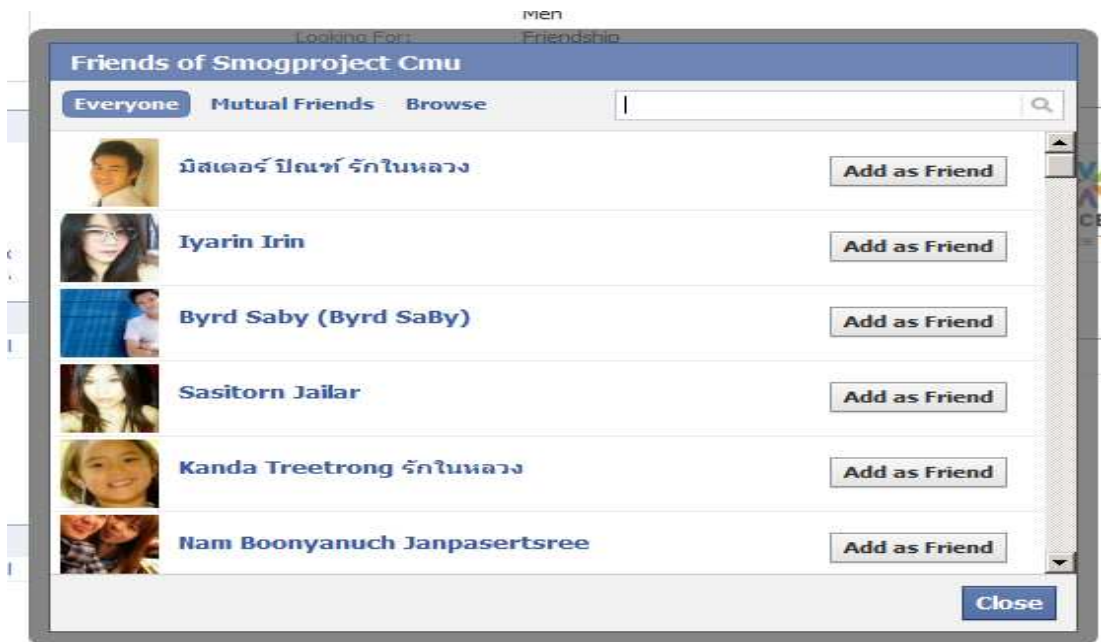 Men
Looking For: Friendship
Friends of Smogproject Cmu
Everyone Mutual Friends Browse
มิสเตอร์ ปิณฑ์ รักในหลวง Add as Friend
Iyarin Irin Add as Friend
Byrd Saby (Byrd SaBy) Add as Friend
Sasitorn Jailar Add as Friend
Kanda Treetrong รักในหลวง Add as Friend
Nam Boonyanuch Janpasertsree Add as Friend
Close